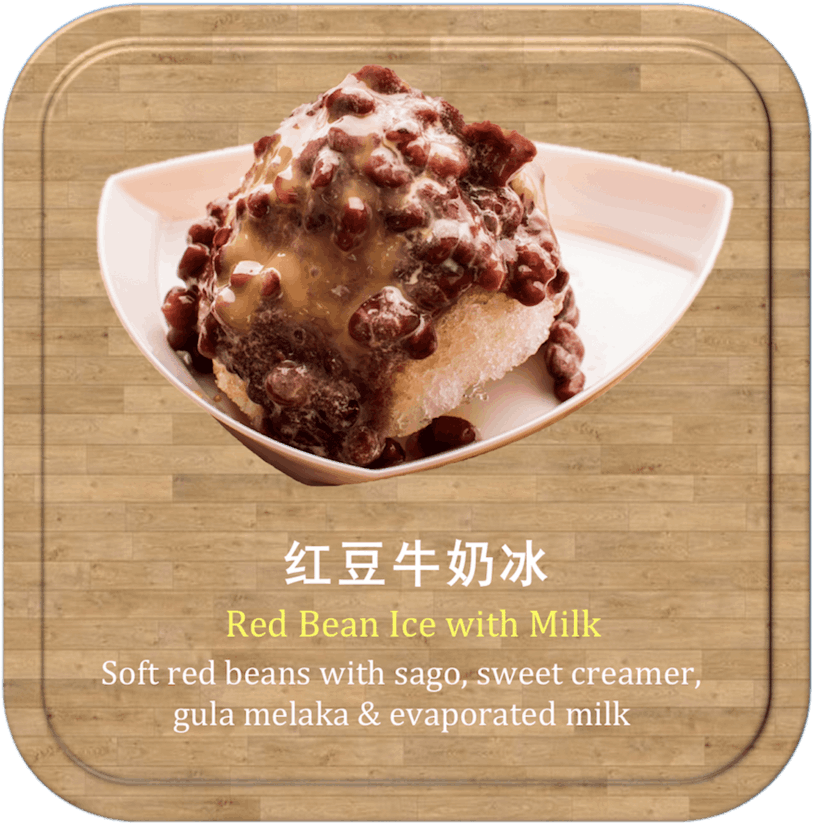 红豆牛奶冰
Red Bean Ice with Milk
Soft red beans with sago, sweet creamer,
gula melaka & evaporated milk